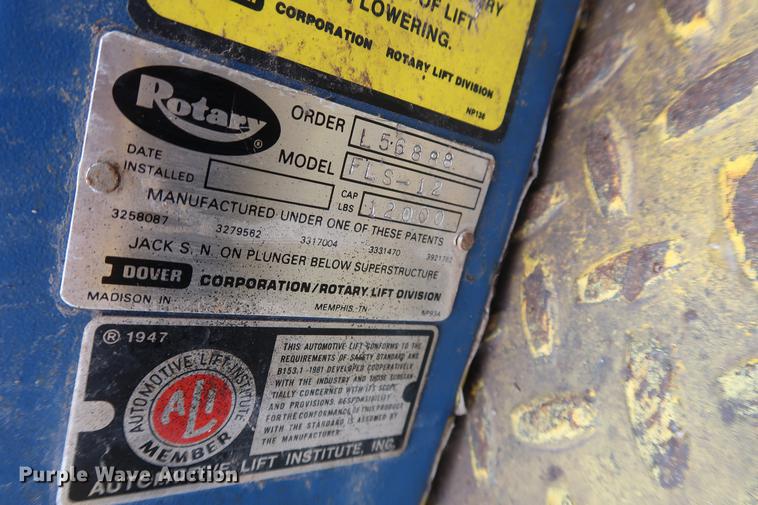 OF LIFT
LOWERING.
CORPORATION ROTARY LIFT DIVISION
NP136
Rotary ®
ORDER L56898
MODEL FLS-12
DATE INSTALLED
CAP LBS 12000
MANUFACTURED UNDER ONE OF THESE PATENTS
3258087 3279562 3317004 3331470 3921762
JACK S. N. ON PLUNGER BELOW SUPERSTRUCTURE
DOVER CORPORATION/ROTARY LIFT DIVISION
MADISON IN MEMPHIS TN NP93A
® 1947
AUTOMOTIVE LIFT INSTITUTE
ALI
MEMBER
THIS AUTOMOTIVE LIFT CONFORMS TO THE
REQUIREMENTS OF SAFETY STANDARD AND
B153.1 -1981 DEVELOPED COOPERATIVELY
WITH THE INDUSTRY AND THOSE SUBSTAN-
TIALLY CONCERNED WITH ITS SCOPE
AND PROVISIONS. RESPONSIBILITY
FOR THE CONFORMANCE OF THIS PRODUCT
WITH THE STANDARD IS ASSUMED BY
THE MANUFACTURER.
AUTOMOTIVE LIFT INSTITUTE, INC.
Purple Wave Auction